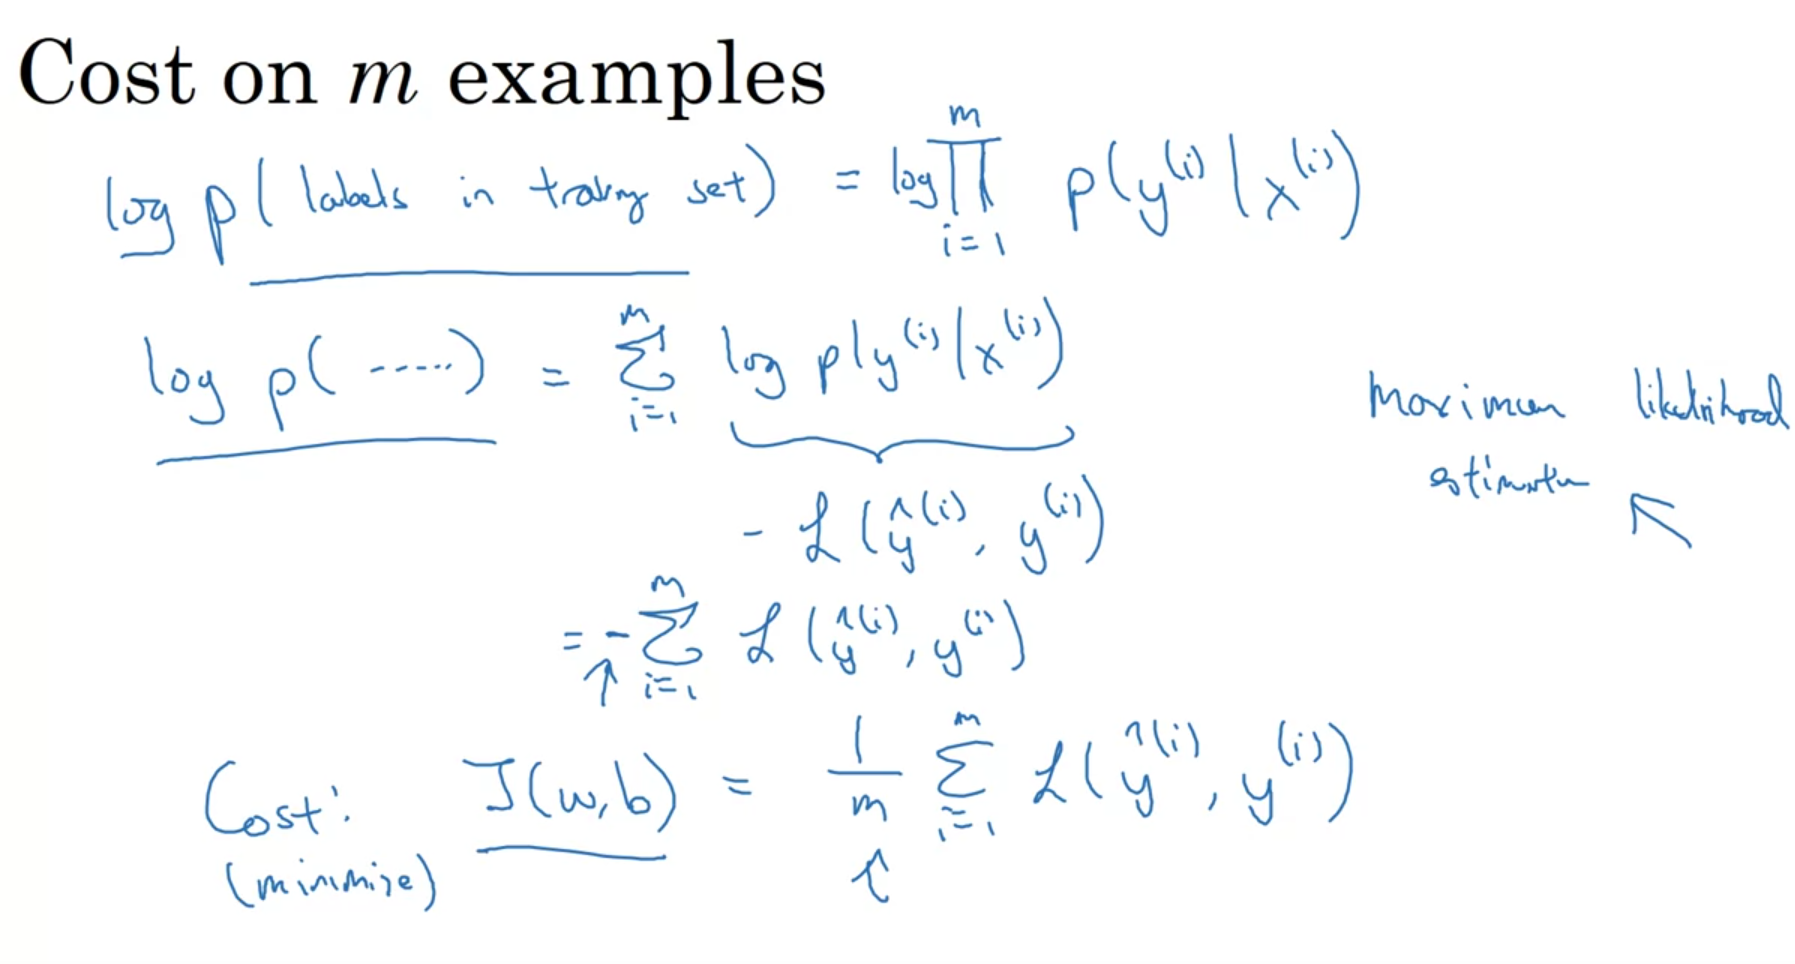 Cost on m examples
log p( labels in traing set) = log ∏_{i=1}^{m} p(y^{(i)} | x^{(i)})
log p( ..... ) = Σ_{i=1}^{m} log p(y^{(i)} | x^{(i)})
Maximum likelihood
estimation
- ℒ(ŷ^{(i)}, y^{(i)})
= - Σ_{i=1}^{m} ℒ(ŷ^{(i)}, y^{(i)})
Cost: J(w,b) = 1/m Σ_{i=1}^{m} ℒ(ŷ^{(i)}, y^{(i)})
(minimize)